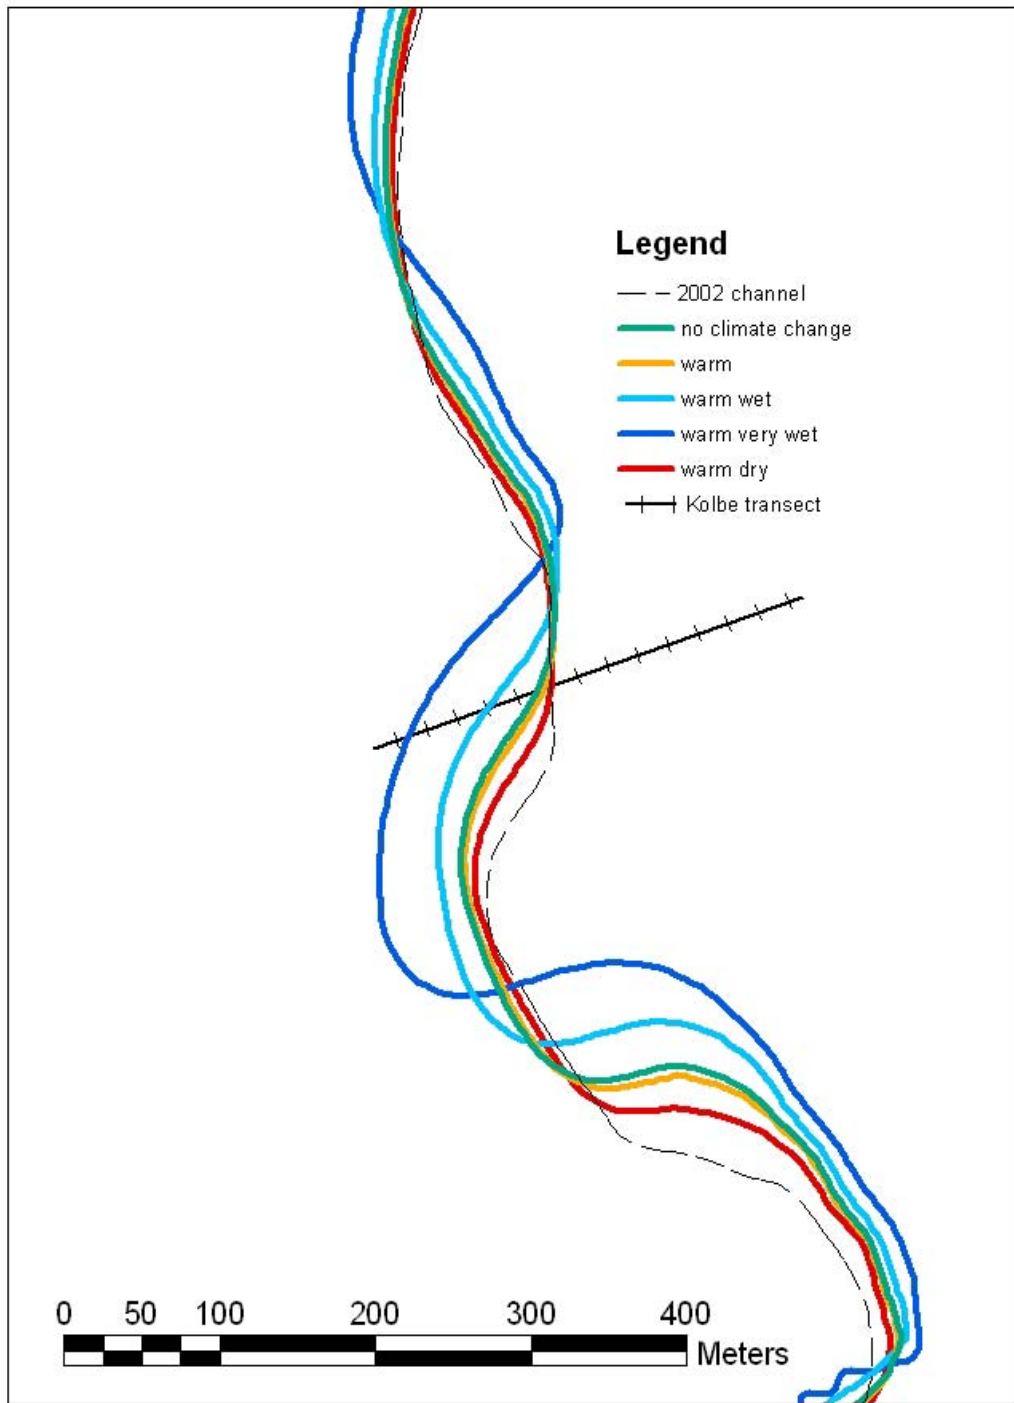 Legend
2002 channel
no climate change
warm
warm wet
warm very wet
warm dry
Kolbe transect
0 50 100 200 300 400
Meters